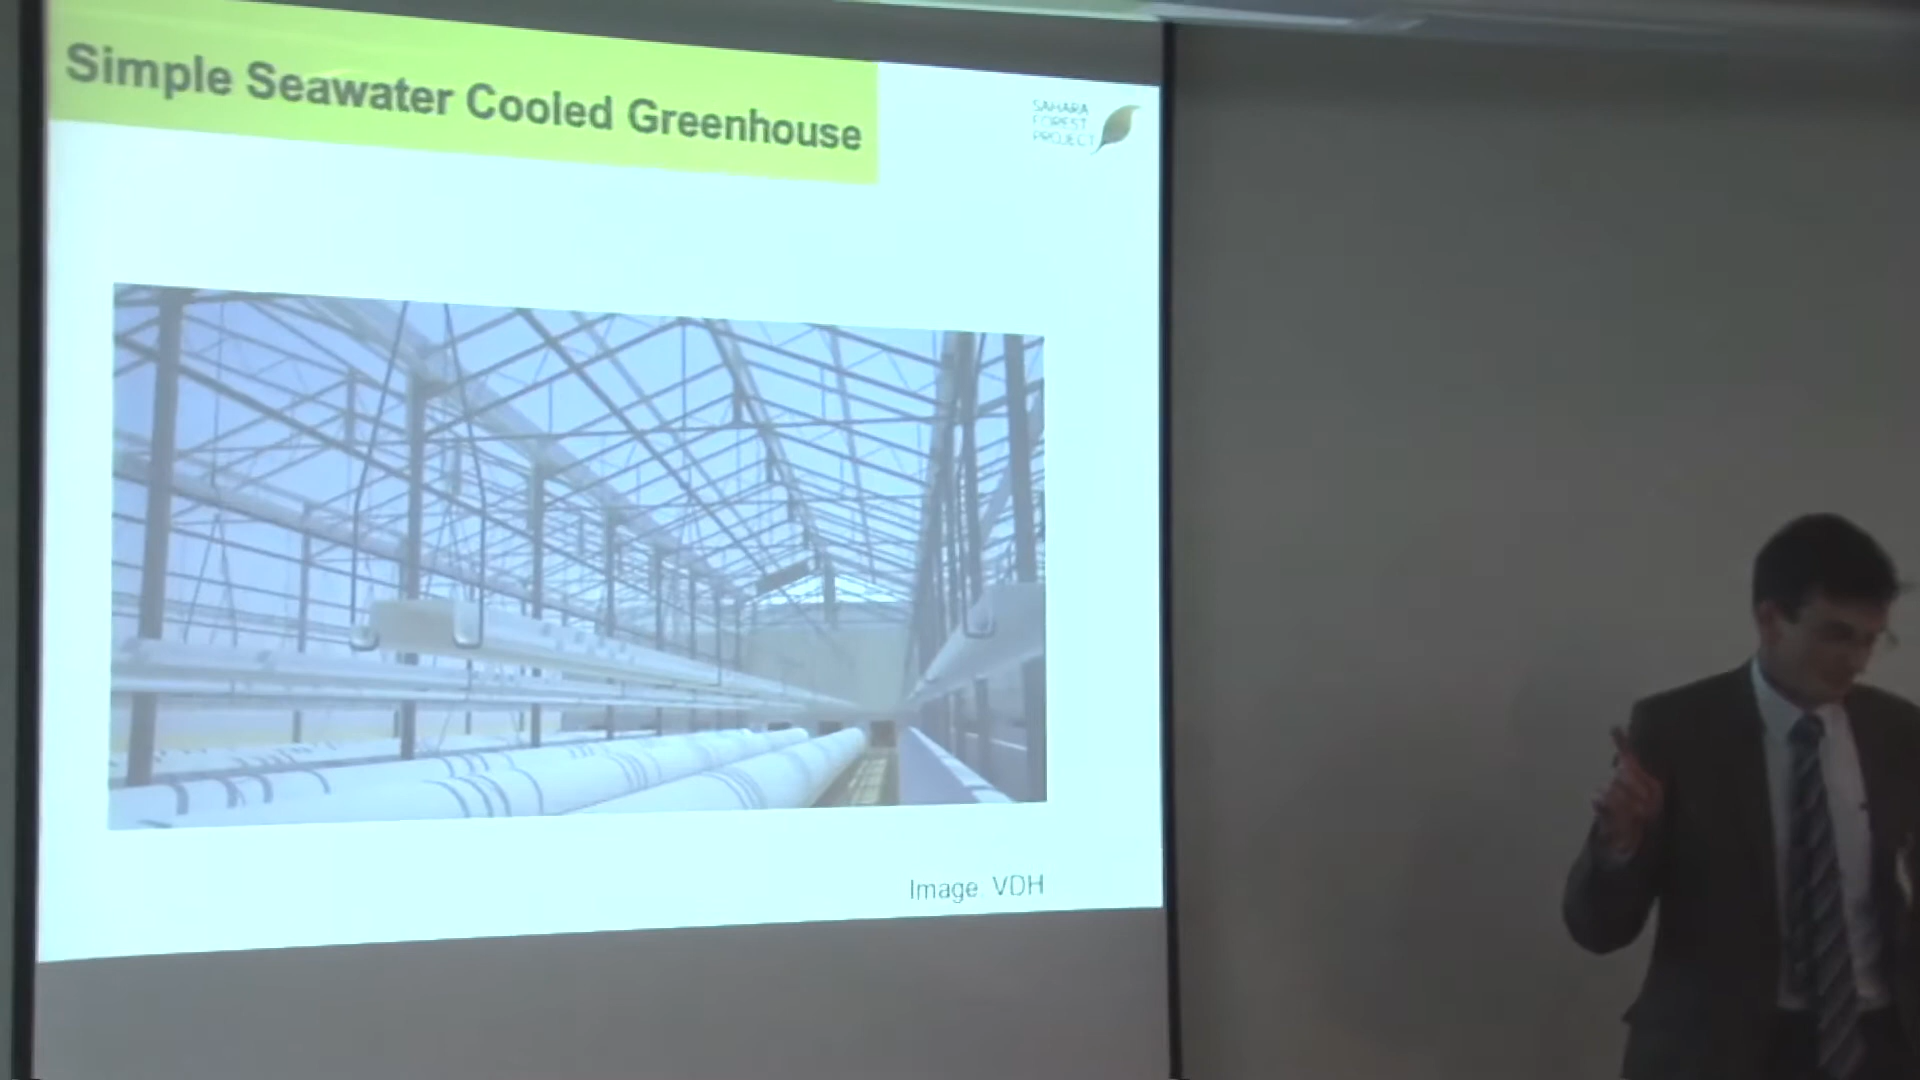 Simple Seawater Cooled Greenhouse
SAHARA
FOREST
PROJECT
Image: VDH